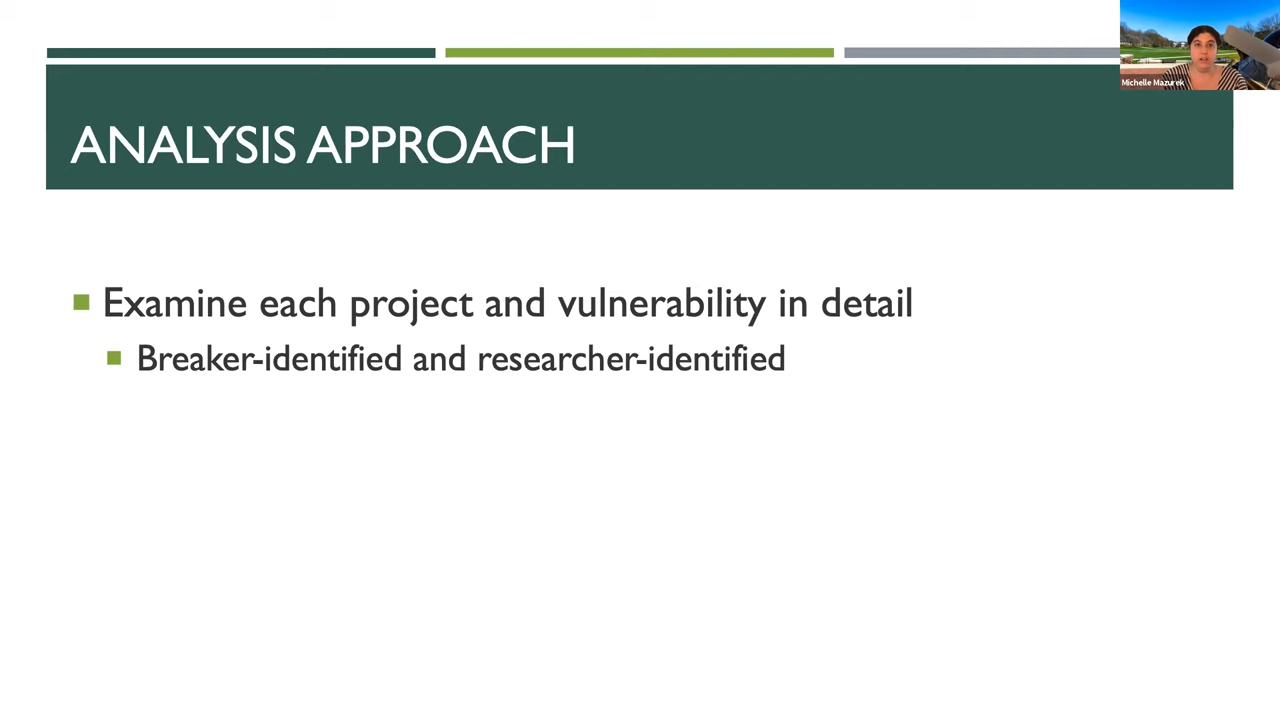 Michelle Mazurek
ANALYSIS APPROACH
Examine each project and vulnerability in detail
Breaker-identified and researcher-identified